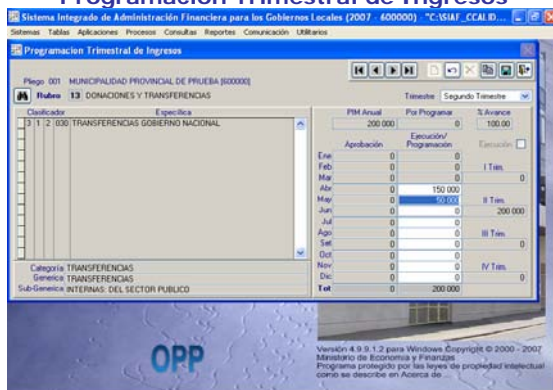 Programación Trimestral de Ingresos
Sistema Integrado de Administración Financiera para los Gobiernos Locales (2007 - 600000) - "C:\SIAF_CCALID...
Sistemas Tablas Aplicaciones Procesos Consultas Reportes Comunicación Utilitarios
Programacion Trimestral de Ingresos
Pliego 001 MUNICIPALIDAD PROVINCIAL DE PRUEBA [600000]
Rubro 13 DONACIONES Y TRANSFERENCIAS
Trimestre Segundo Trimestre
Clasificador Específica
3 1 2 030 TRANSFERENCIAS GOBIERNO NACIONAL
PIM Anual Por Programar % Avance
200 000 0 100.00
Aprobación Ejecución/ Programación Ejecución
Ene 0 0
Feb 0 0 I Trim.
Mar 0 0 0
Abr 0 150 000
May 0 50 000 II Trim.
Jun 0 0 200 000
Jul 0 0
Ago 0 0 III Trim.
Set 0 0 0
Oct 0 0
Nov 0 0 IV Trim.
Dic 0 0 0
Tot 0 200 000
Categoria TRANSFERENCIAS
Generica TRANSFERENCIAS
Sub-Generica INTERNAS: DEL SECTOR PUBLICO
OPP
Versión 4.9.9.1.2 para Windows Copyright © 2000 - 2007
Ministerio de Economía y Finanzas
Programa protegido por las leyes de propiedad intelectual
como se describe en Acerca de ...